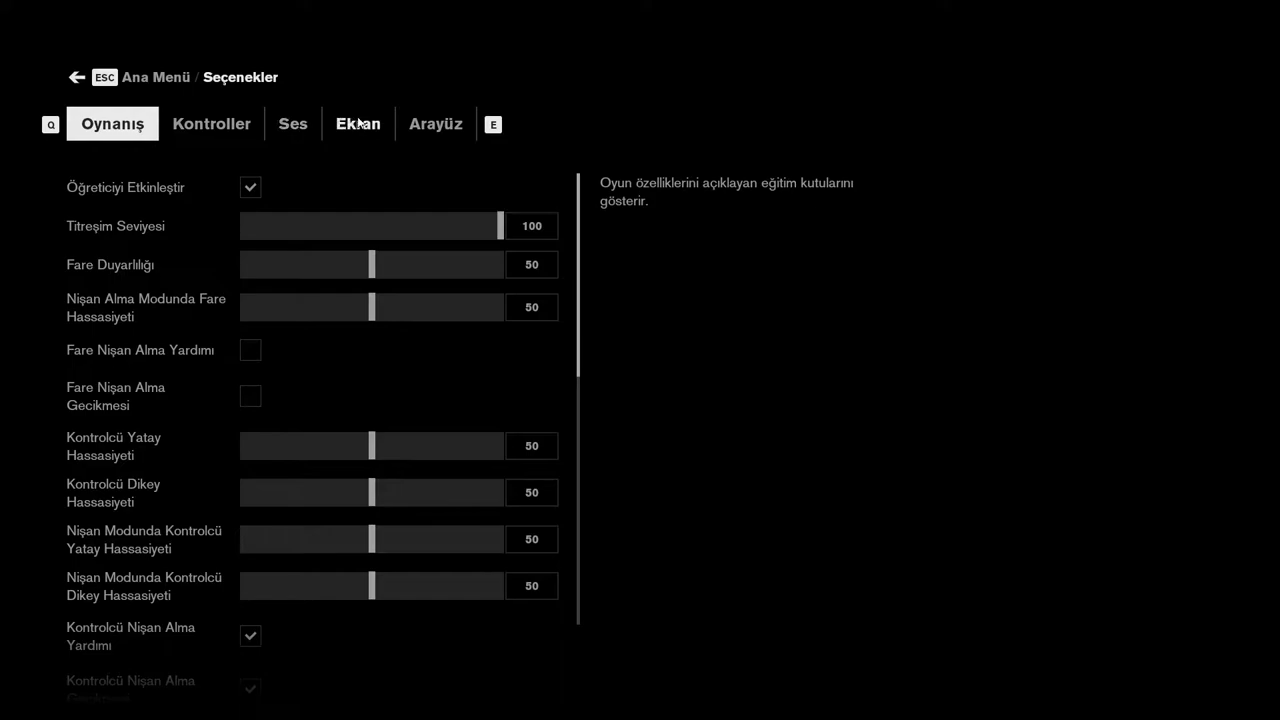 ESC Ana Menü / Seçenekler
Q Oynanış Kontroller Ses Ekran Arayüz E
Öğreticiyi Etkinleştir
Oyun özelliklerini açıklayan eğitim kutularını
gösterir.
Titreşim Seviyesi 100
Fare Duyarlılığı 50
Nişan Alma Modunda Fare
Hassasiyeti 50
Fare Nişan Alma Yardımı
Fare Nişan Alma
Gecikmesi
Kontrolcü Yatay
Hassasiyeti 50
Kontrolcü Dikey
Hassasiyeti 50
Nişan Modunda Kontrolcü
Yatay Hassasiyeti 50
Nişan Modunda Kontrolcü
Dikey Hassasiyeti 50
Kontrolcü Nişan Alma
Yardımı
Kontrolcü Nişan Alma
Gecikmesi